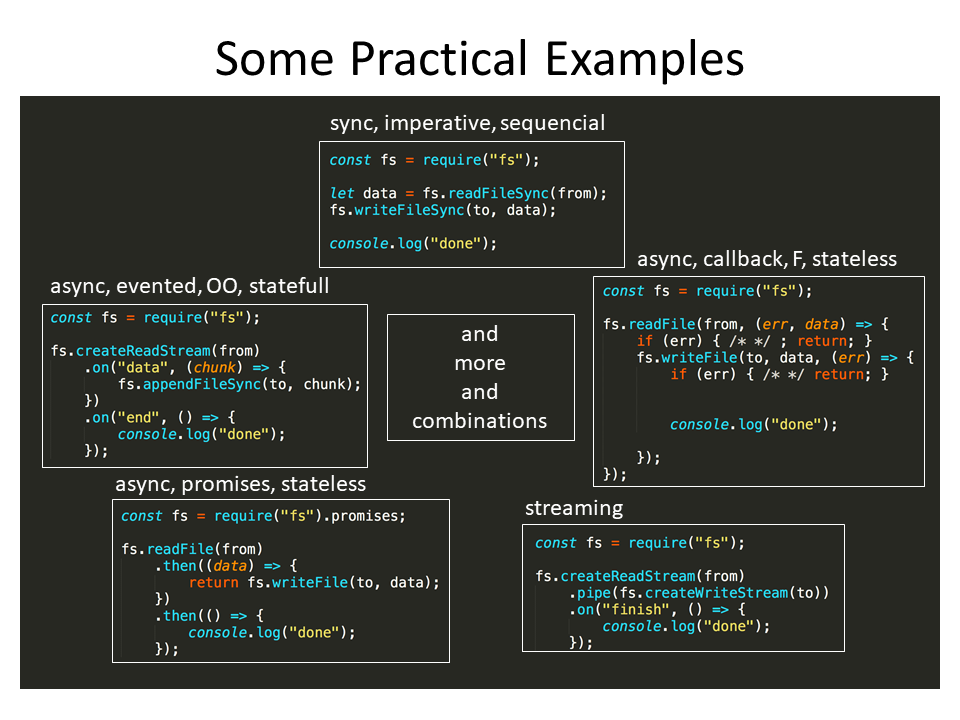 Some Practical Examples
sync, imperative, sequencial
const fs = require("fs");
let data = fs.readFileSync(from);
fs.writeFileSync(to, data);
console.log("done");
async, evented, OO, statefull
const fs = require("fs");
fs.createReadStream(from)
.on("data", (chunk) => {
fs.appendFileSync(to, chunk);
})
.on("end", () => {
console.log("done");
});
and
more
and
combinations
async, callback, F, stateless
const fs = require("fs");
fs.readFile(from, (err, data) => {
if (err) { /* */ ; return; }
fs.writeFile(to, data, (err) => {
if (err) { /* */ return; }
console.log("done");
});
});
async, promises, stateless
const fs = require("fs").promises;
fs.readFile(from)
.then((data) => {
return fs.writeFile(to, data);
})
.then(() => {
console.log("done");
});
streaming
const fs = require("fs");
fs.createReadStream(from)
.pipe(fs.createWriteStream(to))
.on("finish", () => {
console.log("done");
});